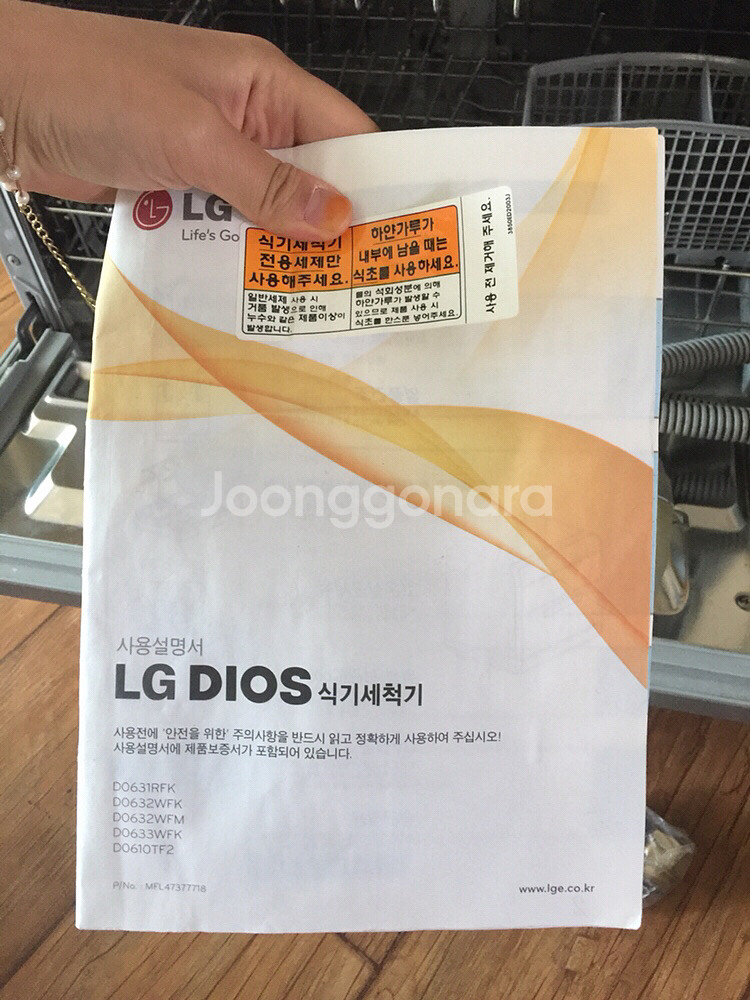 LG
Life's Go
식기세척기
전용세제만
사용해주세요.
일반세제 사용 시
거품 발생으로 인해
누수와 같은 제품이상이
발생합니다.
하얀가루가
내부에 남을 때는
식초를 사용하세요.
물의 석회성분에 의해
하얀가루가 발생할 수
있으므로 제품 사용 시
식초를 한스푼 넣어주세요.
사용 전 제거해 주세요.
3850ED2003J
Joonggonara
사용설명서
LG DIOS 식기세척기
사용전에 '안전을 위한' 주의사항을 반드시 읽고 정확하게 사용하여 주십시오!
사용설명서에 제품보증서가 포함되어 있습니다.
D0631RFK
D0632WFK
D0632WFM
D0633WFK
D0610TF2
P/No. : MFL47377718
www.lge.co.kr